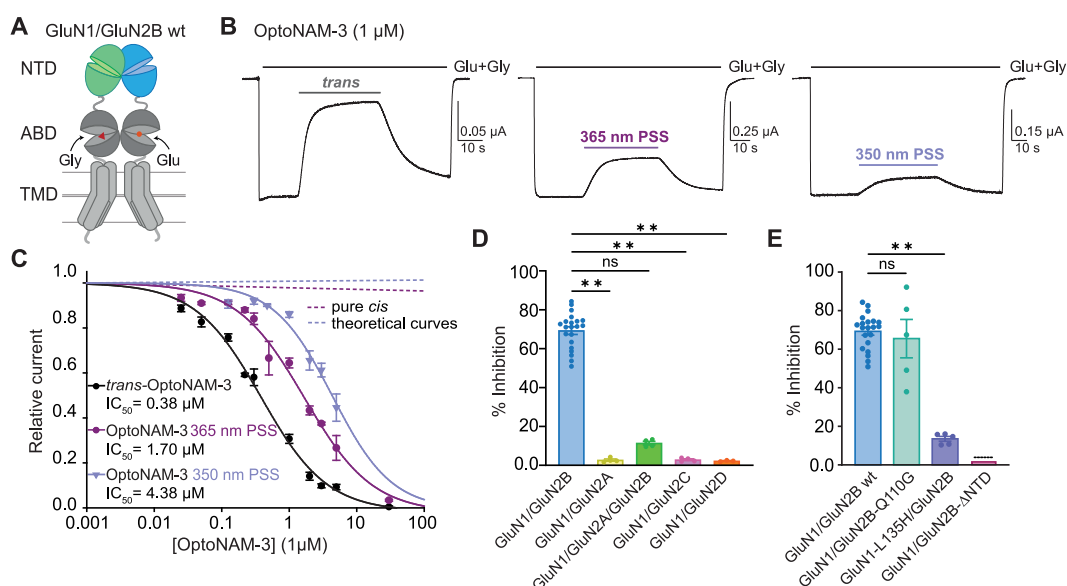 A
GluN1/GluN2B wt
NTD
ABD
Gly
Glu
TMD
B
OptoNAM-3 (1 µM)
Glu+Gly
trans
0.05 µA
10 s
Glu+Gly
365 nm PSS
0.25 µA
10 s
Glu+Gly
350 nm PSS
0.15 µA
10 s
C
Relative current
1.0
0.8
0.6
0.4
0.2
0.0
pure cis
theoretical curves
trans-OptoNAM-3
IC50= 0.38 µM
OptoNAM-3 365 nm PSS
IC50= 1.70 µM
OptoNAM-3 350 nm PSS
IC50= 4.38 µM
0.001 0.01 0.1 1 10 100
[OptoNAM-3] (1µM)
D
% Inhibition
100
80
60
40
20
0.0
**
**
ns
**
GluN1/GluN2B
GluN1/GluN2A
GluN1/GluN2A/GluN2B
GluN1/GluN2C
GluN1/GluN2D
E
% Inhibition
100
80
60
40
20
0.0
**
ns
GluN1/GluN2B wt
GluN1/GluN2B-Q110G
GluN1-L 135H/GluN2B
GluN1/GluN2B-ΔNTD